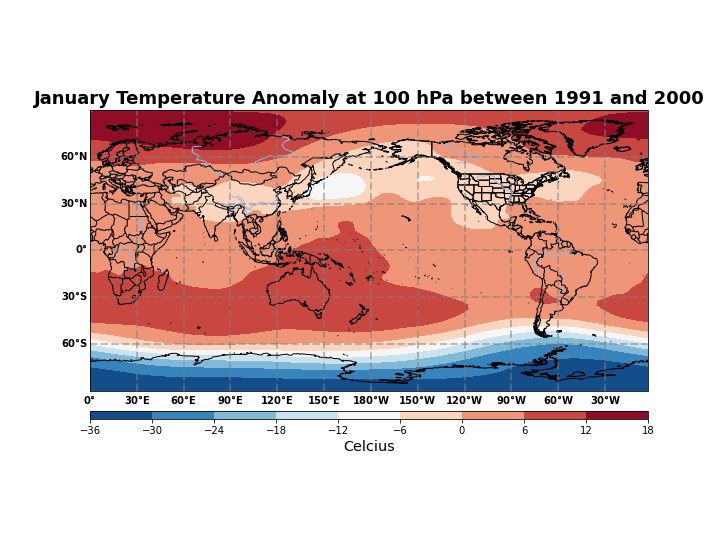 January Temperature Anomaly at 100 hPa between 1991 and 2000
60°N
30°N
0°
30°S
60°S
0° 30°E 60°E 90°E 120°E 150°E 180°W 150°W 120°W 90°W 60°W 30°W
−36 −30 −24 −18 −12 −6 0 6 12 18
Celcius